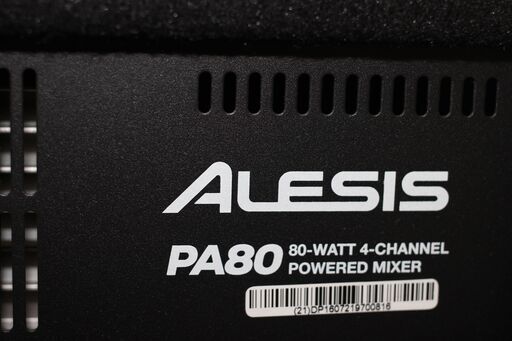 ALESIS
PA80 80-WATT 4-CHANNEL
POWERED MIXER
(21)DP1607219700816